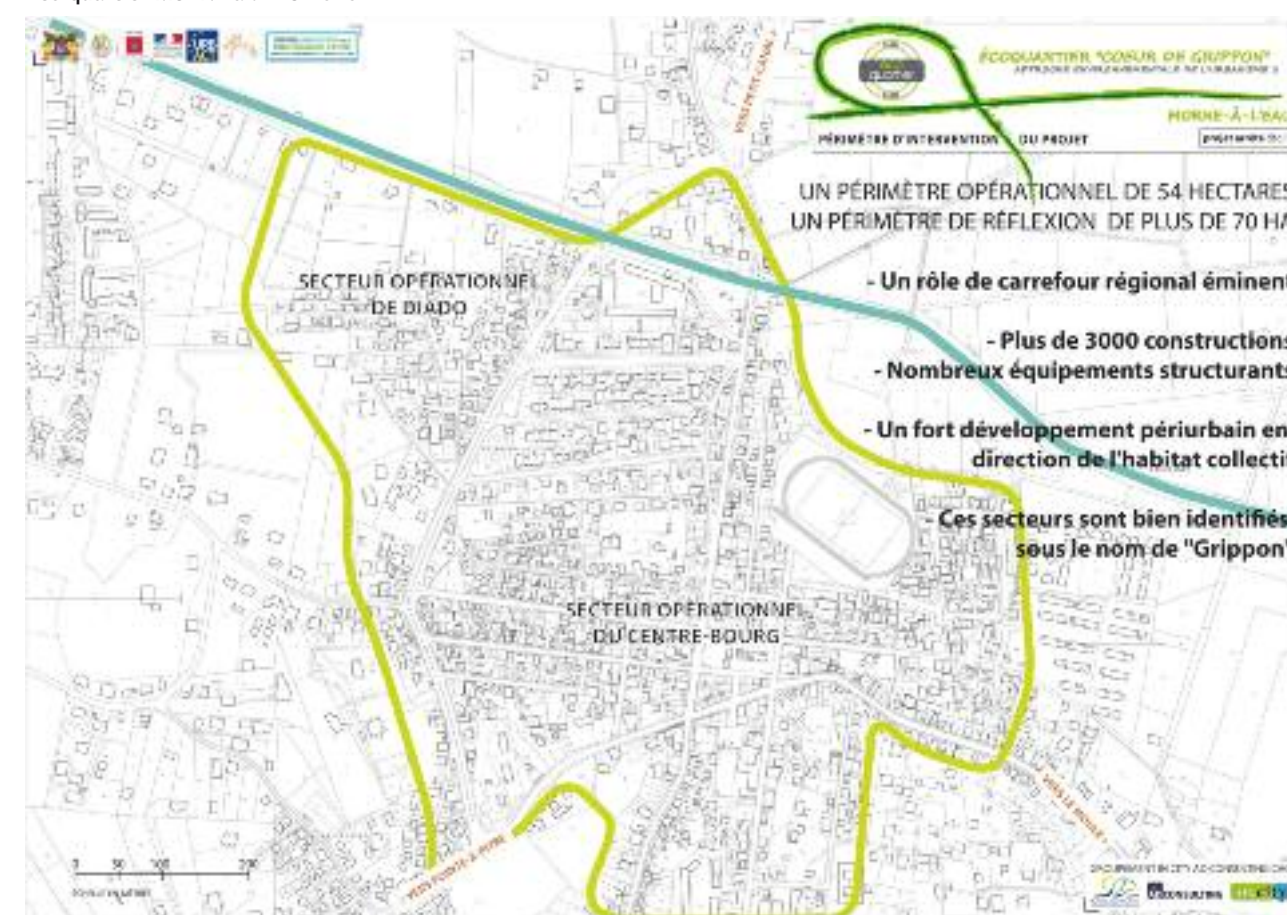 ÉCOQUARTIER "COEUR DE GRIPPON"
MORNE-À-L'EAU
PÉRIMÈTRE D'INTERVENTION DU PROJET
UN PÉRIMÈTRE OPÉRATIONNEL DE 54 HECTARES
UN PÉRIMÈTRE DE RÉFLEXION DE PLUS DE 70 HA
- Un rôle de carrefour régional éminent
- Plus de 3000 constructions
- Nombreux équipements structurants
- Un fort développement périurbain en
direction de l'habitat collectif
- Ces secteurs sont bien identifiés
sous le nom de "Grippon"
VERS PETIT-CANAL
SECTEUR OPÉRATIONNEL
DE DIADO
SECTEUR OPÉRATIONNEL
DU CENTRE-BOURG
VERS LE MOULE
VERS POINTE-À-PITRE
0 50 100 200